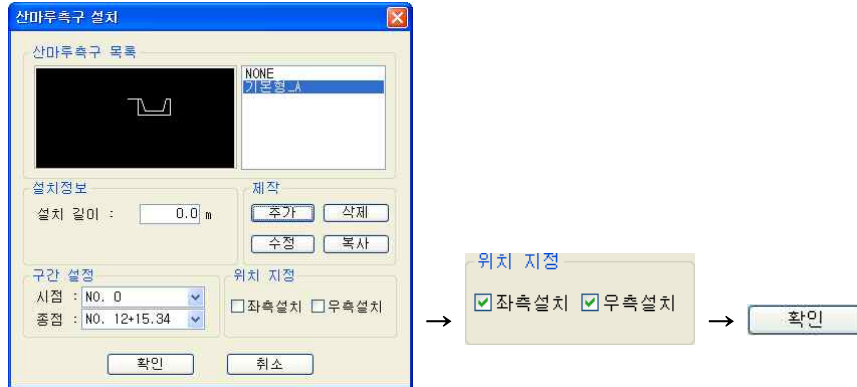 산마루측구 설치
산마루측구 목록
NONE
기본형_A
설치정보
설치 길이 : 0.0 m
제작
추가 삭제
수정 복사
구간 설정
시점 : NO. 0
종점 : NO. 12+15.34
위치 지정
좌측설치 우측설치
확인 취소
→
위치 지정
좌측설치 우측설치
→
확인